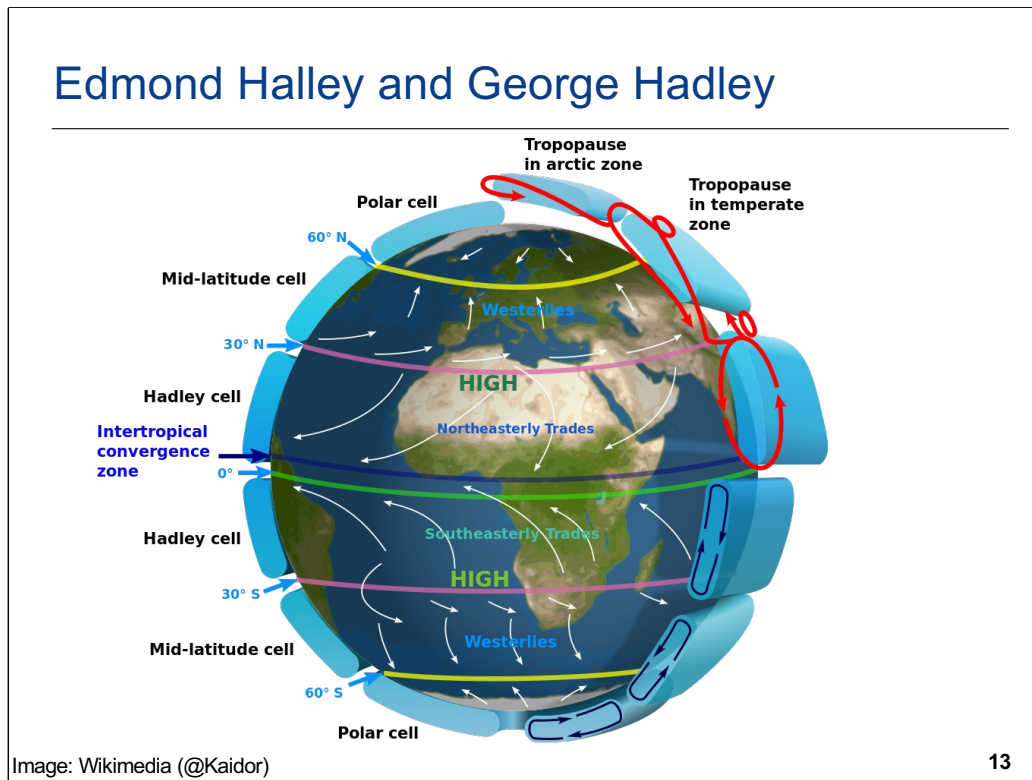 Edmond Halley and George Hadley
Tropopause
in arctic zone
Tropopause
in temperate
zone
Polar cell
60° N
Mid-latitude cell
Westerlies
30° N
HIGH
Hadley cell
Northeasterly Trades
Intertropical
convergence
zone
0°
Hadley cell
Southeasterly Trades
HIGH
30° S
Westerlies
Mid-latitude cell
60° S
Polar cell
Image: Wikimedia (@Kaidor)
13